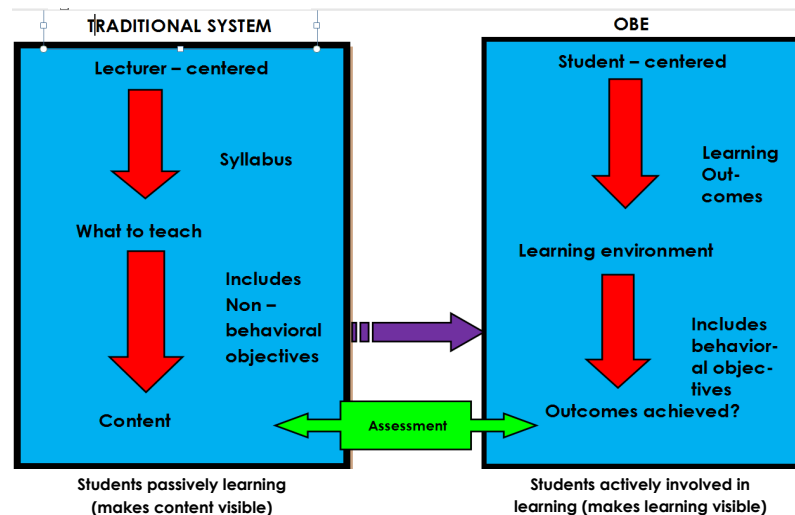 TRADITIONAL SYSTEM
Lecturer – centered
Syllabus
What to teach
Includes
Non –
behavioral
objectives
Content
Students passively learning
(makes content visible)
Assessment
OBE
Student – centered
Learning
Out-
comes
Learning environment
Includes
behavior-
al objec-
tives
Outcomes achieved?
Students actively involved in
learning (makes learning visible)